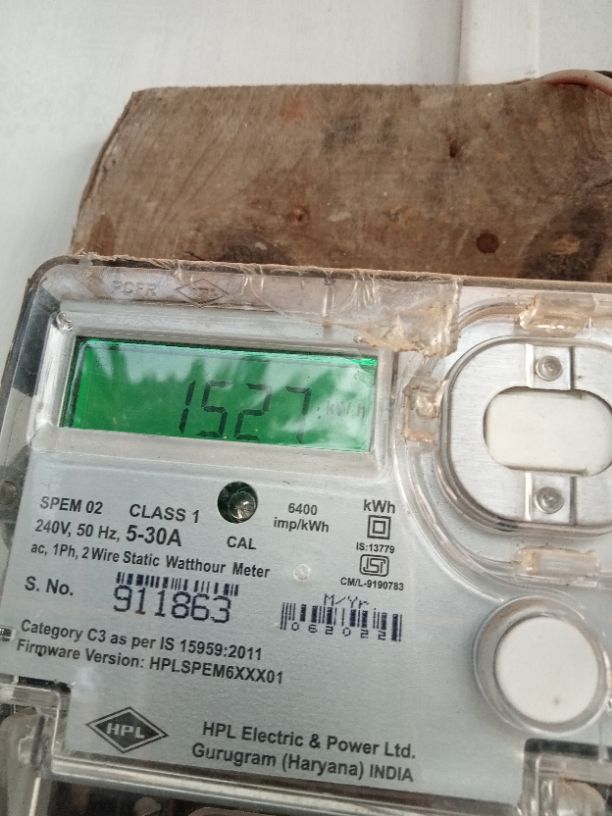 1527 kWh
SPEM 02 CLASS 1 6400 kWh
240V, 50 Hz, 5-30A CAL imp/kWh
ac, 1Ph, 2 Wire Static Watthour Meter
IS:13779
ISI
CM/L-9190783
S. No. 911863
M/Yr.
062022
Category C3 as per IS 15959:2011
Firmware Version: HPLSPEM6XXX01
HPL
HPL Electric & Power Ltd.
Gurugram (Haryana) INDIA